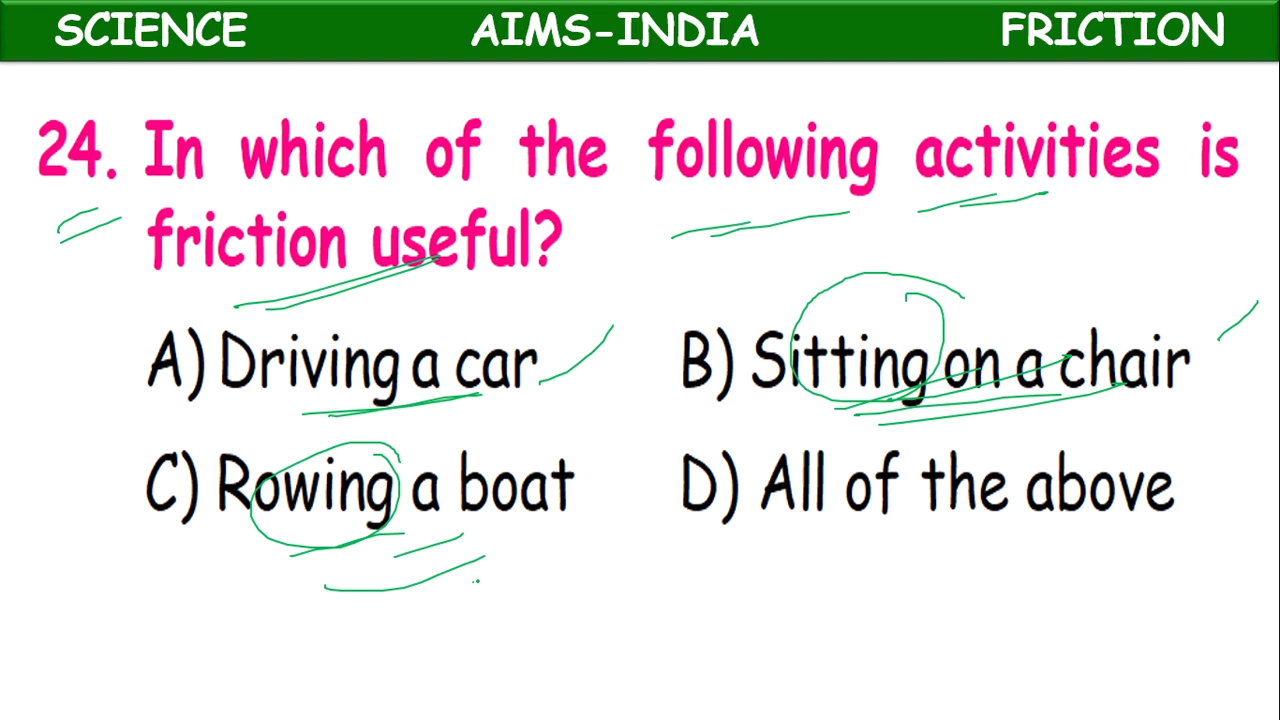 SCIENCE AIMS-INDIA FRICTION
24. In which of the following activities is
friction useful?
A) Driving a car B) Sitting on a chair
C) Rowing a boat D) All of the above